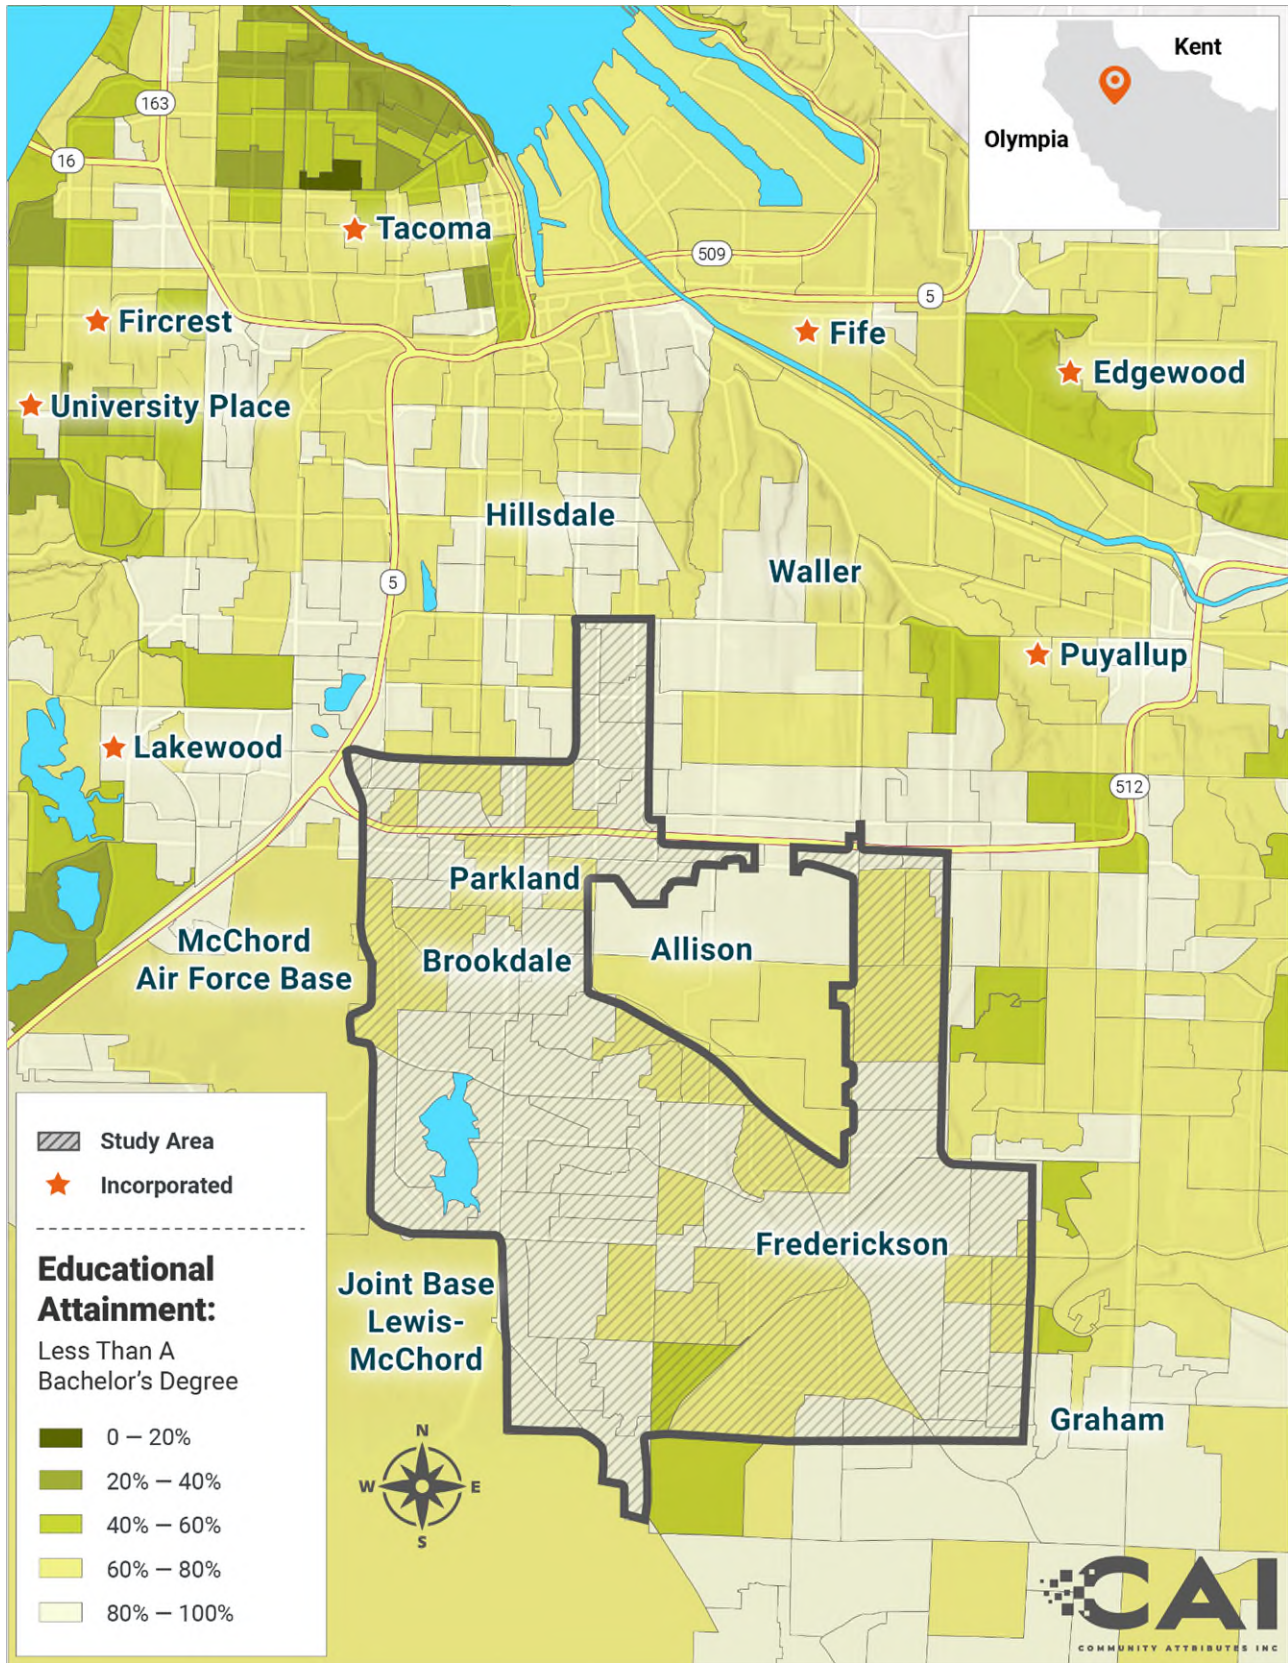 Kent
Olympia
163
16
Tacoma
509
5
Fircrest
Fife
Edgewood
University Place
Hillsdale
Waller
5
Puyallup
Lakewood
512
Parkland
McChord
Air Force Base
Brookdale
Allison
Study Area
Incorporated
Educational
Attainment:
Less Than A
Bachelor's Degree
0 — 20%
20% — 40%
40% — 60%
60% — 80%
80% — 100%
Frederickson
Joint Base
Lewis-
McChord
Graham
N
W
E
S
CAI
COMMUNITY ATTRIBUTES INC